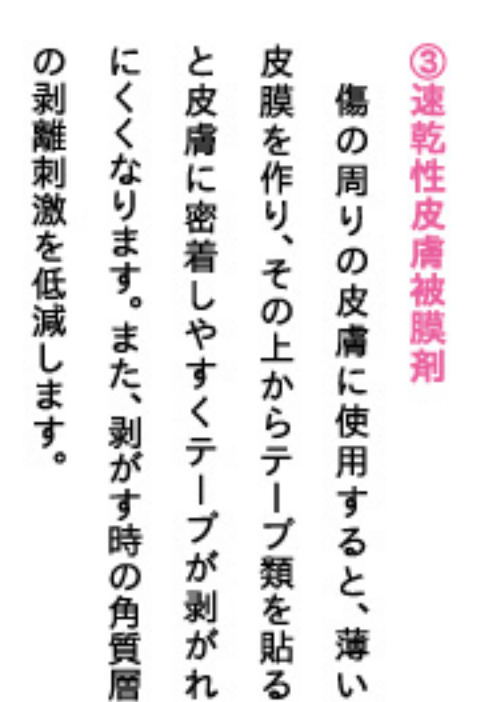 ③速乾性皮膚被膜剤
傷の周りの皮膚に使用すると、薄い
皮膜を作り、その上からテープ類を貼る
と皮膚に密着しやすくテープが剥がれ
にくくなります。また、剥がす時の角質層
の剥離刺激を低減します。